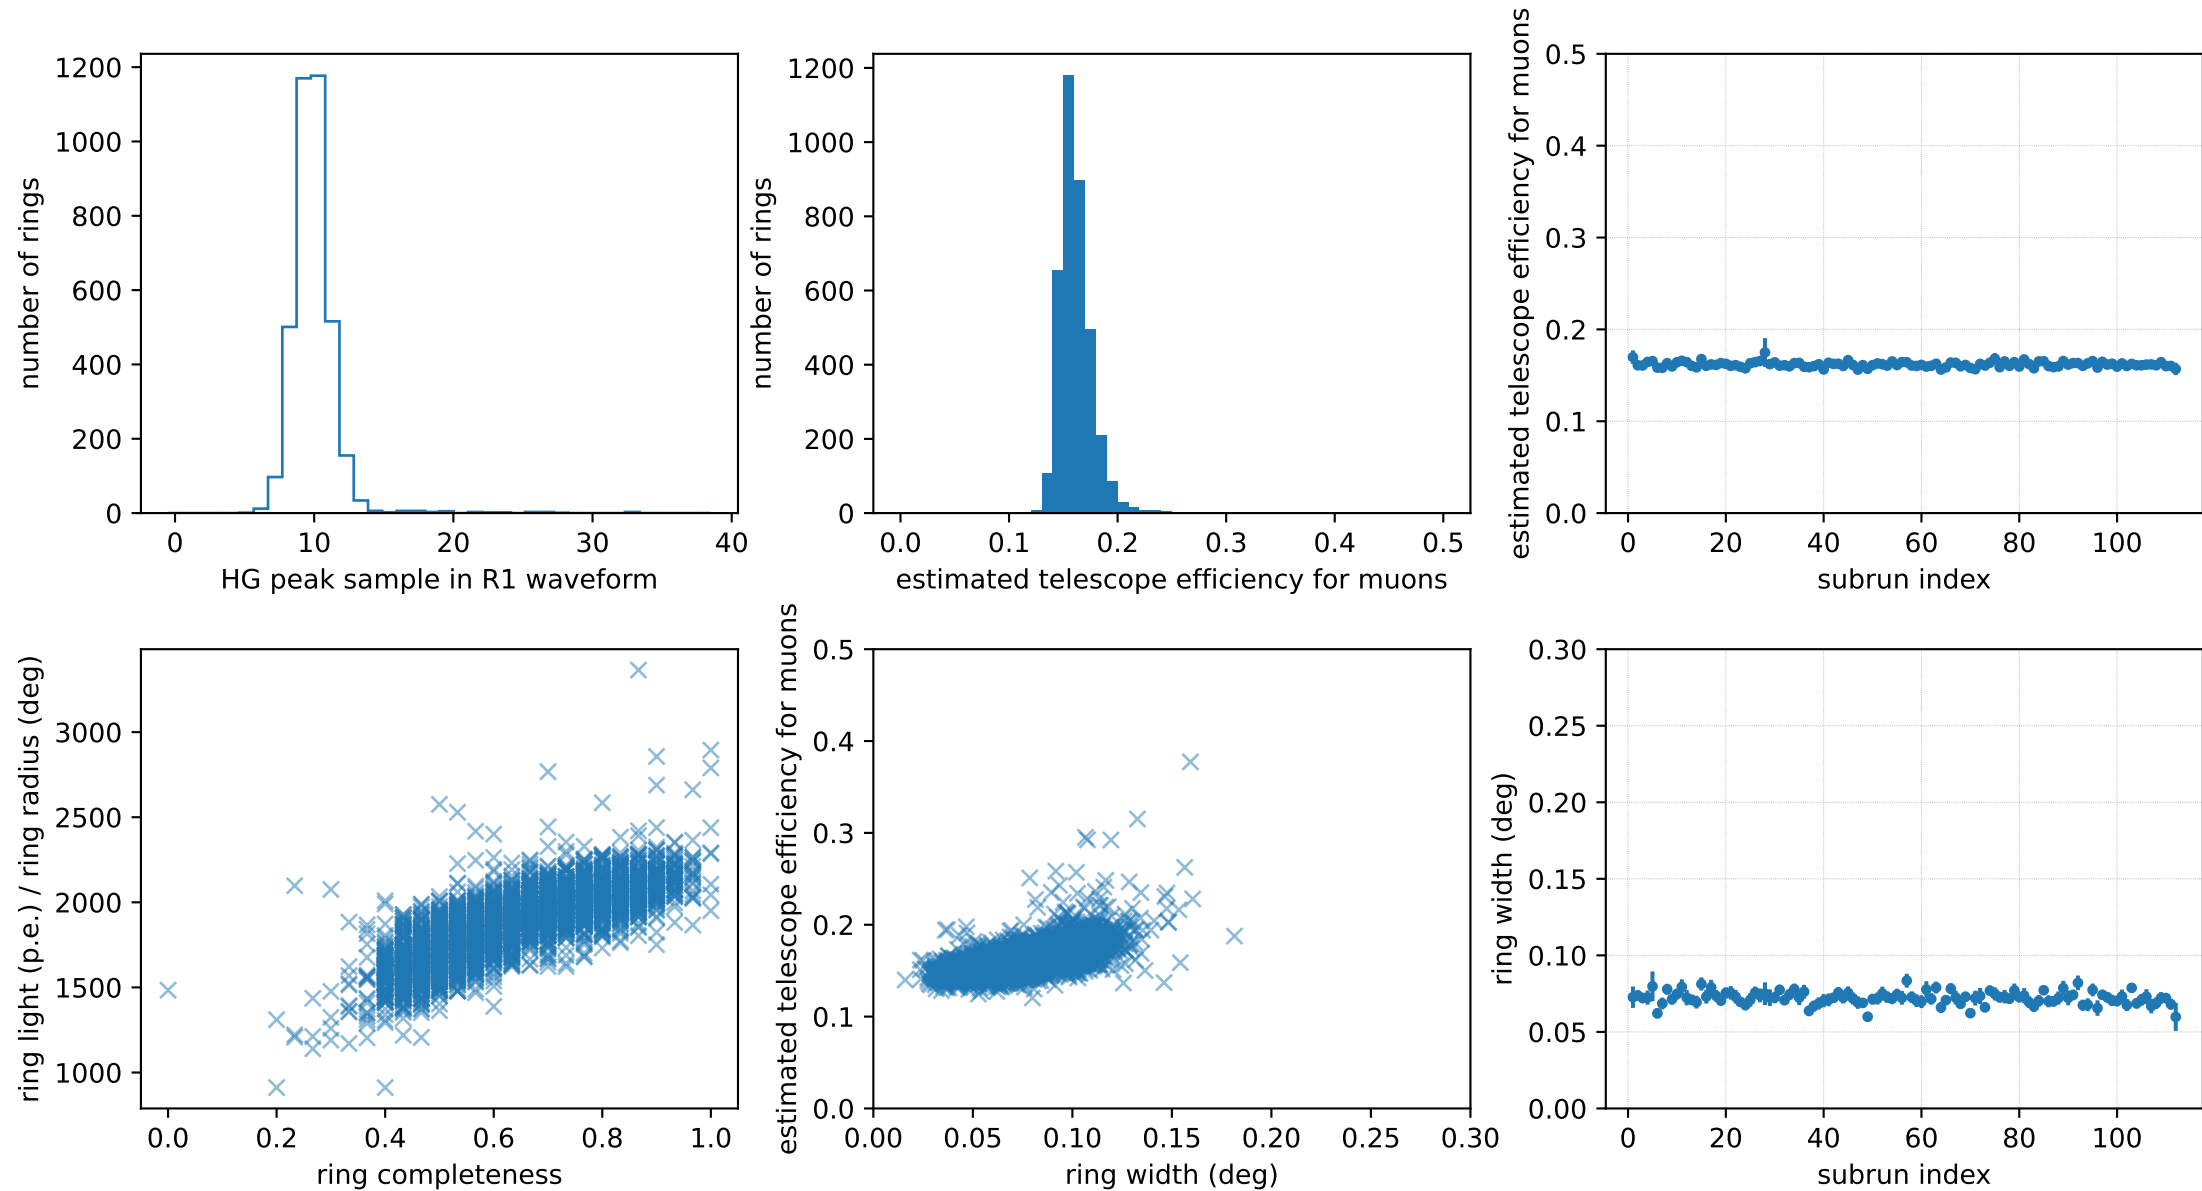 number of rings
1200
1000
800
600
400
200
0
0 10 20 30 40
HG peak sample in R1 waveform
number of rings
1200
1000
800
600
400
200
0
0.0 0.1 0.2 0.3 0.4 0.5
estimated telescope efficiency for muons
estimated telescope efficiency for muons
0.5
0.4
0.3
0.2
0.1
0.0
0 20 40 60 80 100
subrun index
ring light (p.e.) / ring radius (deg)
3000
2500
2000
1500
1000
0.0 0.2 0.4 0.6 0.8 1.0
ring completeness
estimated telescope efficiency for muons
0.5
0.4
0.3
0.2
0.1
0.0
0.00 0.05 0.10 0.15 0.20 0.25 0.30
ring width (deg)
ring width (deg)
0.30
0.25
0.20
0.15
0.10
0.05
0.00
0 20 40 60 80 100
subrun index